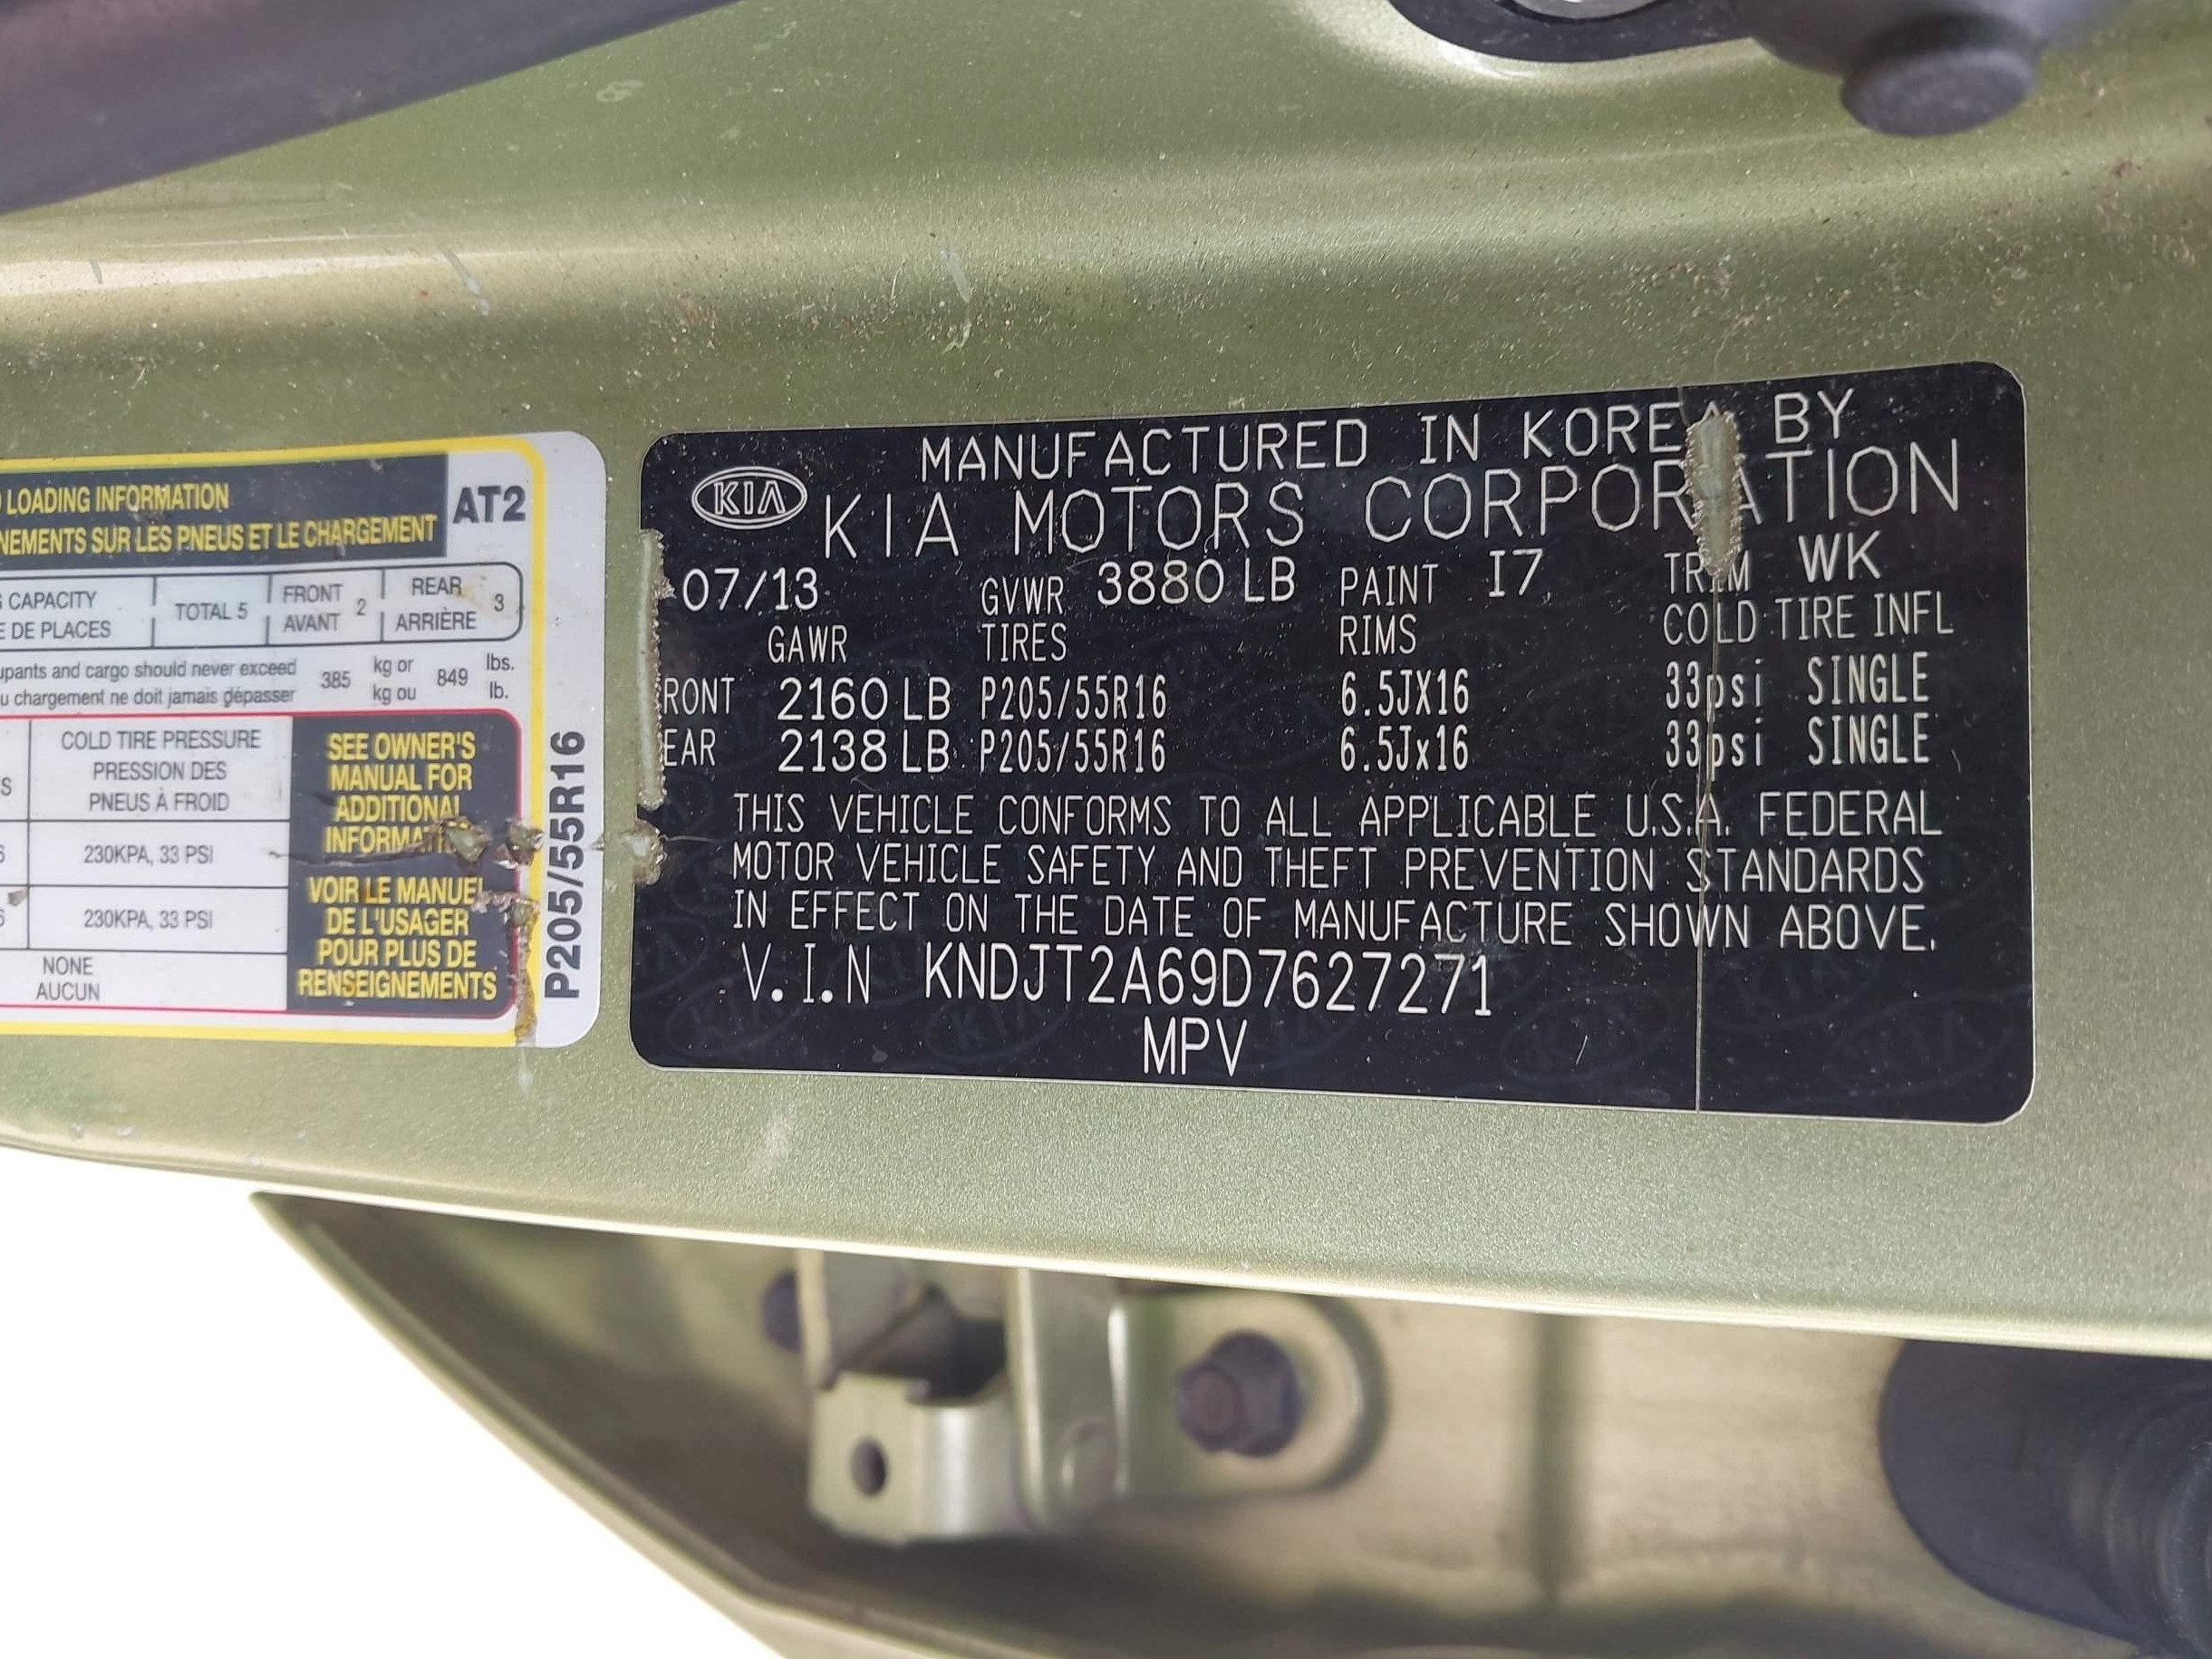 LOADING INFORMATION
NEMENTS SUR LES PNEUS ET LE CHARGEMENT
AT2
CAPACITY
E DE PLACES
TOTAL 5
FRONT
AVANT
2
REAR
ARRIÈRE
3
upants and cargo should never exceed
u chargement ne doit jamais dépasser
385
kg or
kg ou
849
lbs.
lb.
S
COLD TIRE PRESSURE
PRESSION DES
PNEUS À FROID
6
230KPA, 33 PSI
6
230KPA, 33 PSI
NONE
AUCUN
SEE OWNER'S
MANUAL FOR
ADDITIONAL
INFORMATI
VOIR LE MANUEL
DE L'USAGER
POUR PLUS DE
RENSEIGNEMENTS
P205/55R16
KIA
MANUFACTURED IN KOREA BY
KIA MOTORS CORPORATION
07/13 GVWR 3880 LB PAINT I7 TRIM WK
GAWR TIRES RIMS COLD TIRE INFL
RONT 2160 LB P205/55R16 6.5JX16 33psi SINGLE
EAR 2138 LB P205/55R16 6.5Jx16 33psi SINGLE
THIS VEHICLE CONFORMS TO ALL APPLICABLE U.S.A. FEDERAL
MOTOR VEHICLE SAFETY AND THEFT PREVENTION STANDARDS
IN EFFECT ON THE DATE OF MANUFACTURE SHOWN ABOVE.
V.I.N KNDJT2A69D7627271
MPV